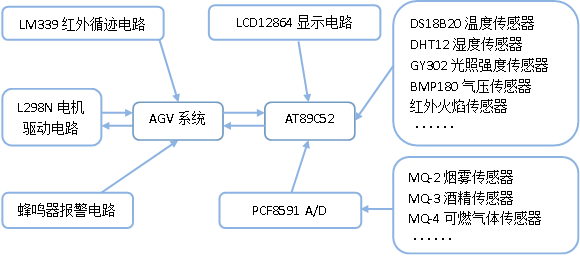 LM339 红外循迹电路
LCD12864 显示电路
DS18B20 温度传感器
DHT12 湿度传感器
GY302 光照强度传感器
BMP180 气压传感器
红外火焰传感器
······
L298N 电机
驱动电路
AGV 系统
AT89C52
蜂鸣器报警电路
PCF8591 A/D
MQ-2 烟雾传感器
MQ-3 酒精传感器
MQ-4 可燃气体传感器
······